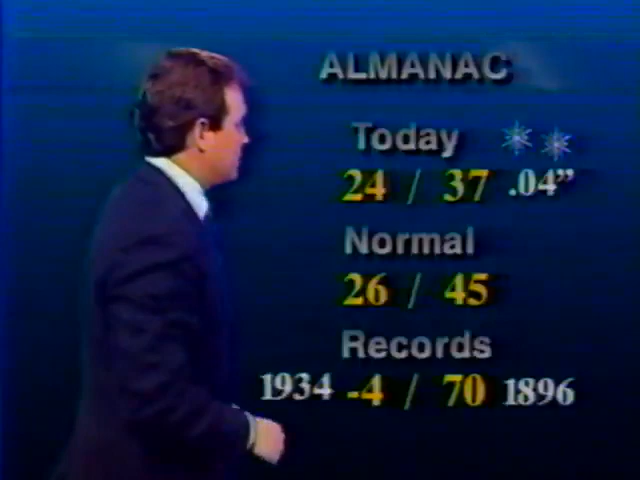 ALMANAC
Today
24 / 37 .04”
Normal
26 / 45
Records
1934 -4 / 70 1896